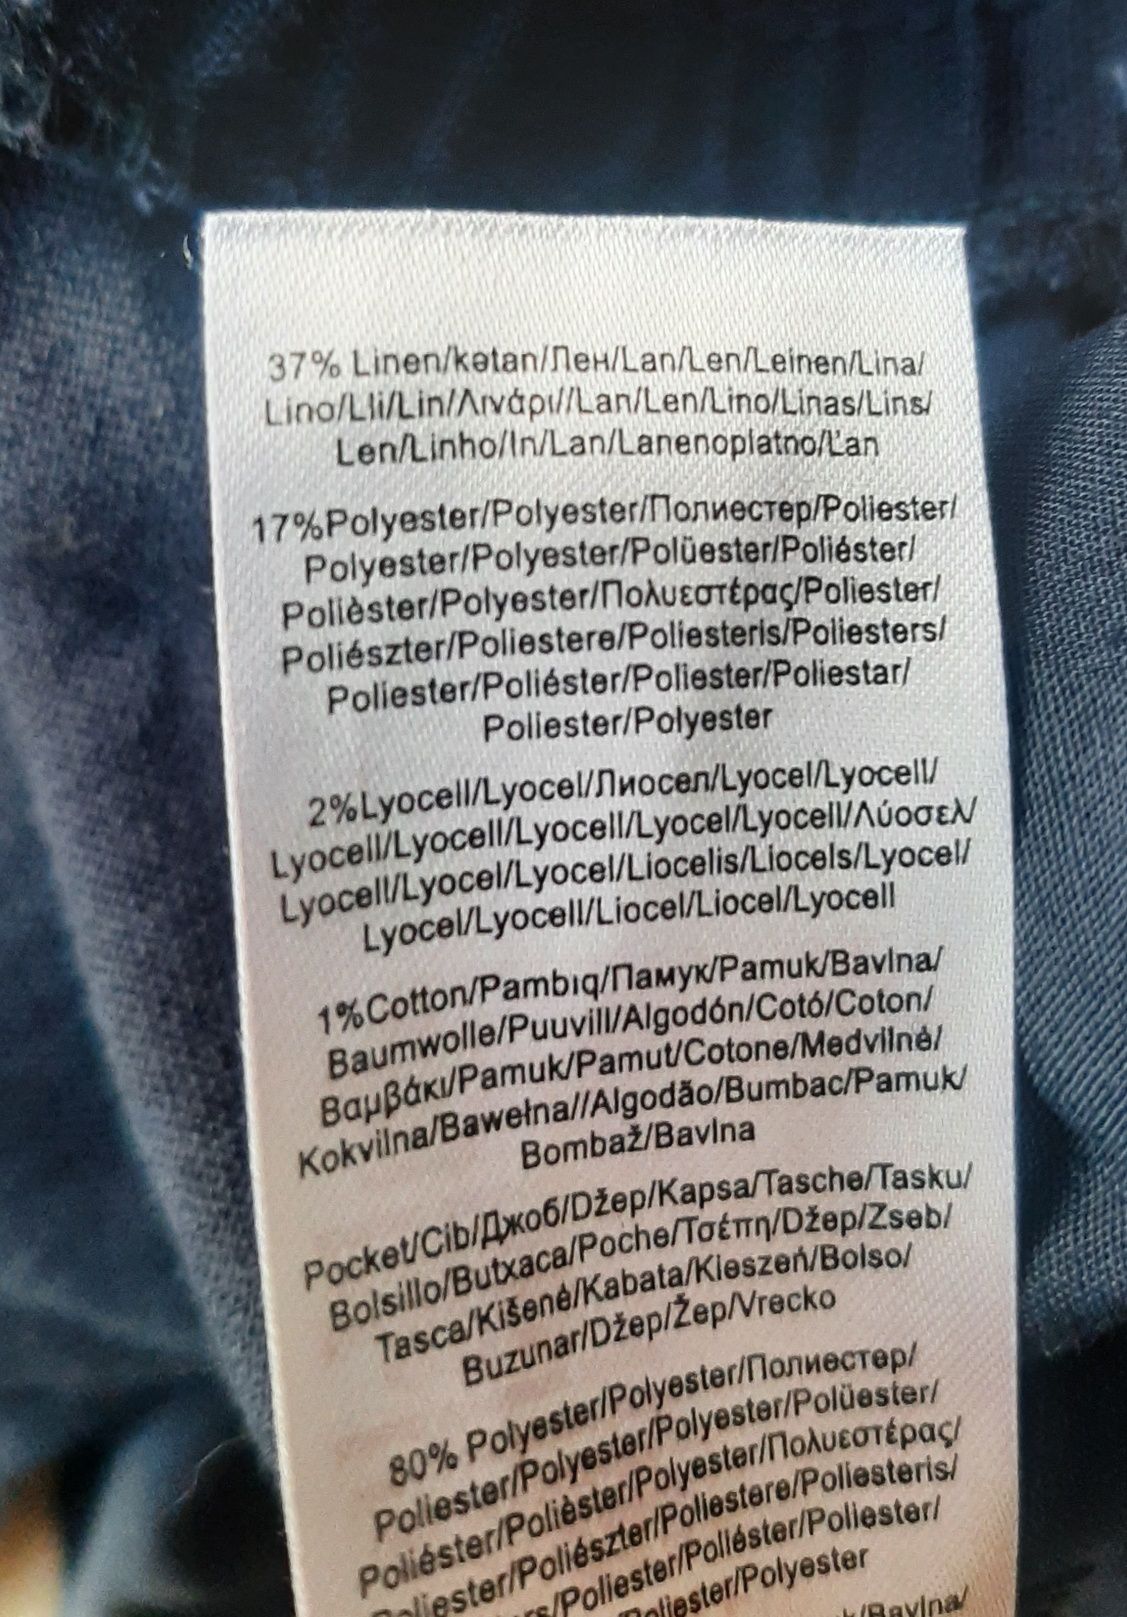 37% Linen/kətan/Лен/Lan/Len/Leinen/Lina/
Lino/Lli/Lin/Λινάρι//Lan/Len/Lino/Linas/Lins/
Len/Linho/In/Lan/Lanenoplatno/Ľan
17%Polyester/Polyester/Полиестер/Poliester/
Polyester/Polyester/Polüester/Poliéster/
Polièster/Polyester/Πολυεστέρας/Poliester/
Poliészter/Poliestere/Poliesteris/Poliesters/
Poliester/Poliéster/Poliester/Poliestar/
Poliester/Polyester
2%Lyocell/Lyocel/Лиосел/Lyocel/Lyocell/
Lyocell/Lyocell/Lyocell/Lyocel/Lyocell/Λύοσελ/
Lyocell/Lyocel/Lyocel/Liocelis/Liocels/Lyocel/
Lyocel/Lyocell/Liocel/Liocel/Lyocell
1%Cotton/Pambıq/Памук/Pamuk/Bavlna/
Baumwolle/Puuvill/Algodón/Cotó/Coton/
Βαμβάκι/Pamuk/Pamut/Cotone/Medvilnė/
Kokvilna/Bawełna//Algodão/Bumbac/Pamuk/
Bombaž/Bavlna
Pocket/Cib/Джоб/Džep/Kapsa/Tasche/Tasku/
Bolsillo/Butxaca/Poche/Τσέπη/Džep/Zseb/
Tasca/Kišenė/Kabata/Kieszeń/Bolso/
Buzunar/Džep/Žep/Vrecko
80% Polyester/Polyester/Полиестер/
Poliester/Polyester/Polyester/Polüester/
Poliéster/Polièster/Polyester/Πολυεστέρας/
Poliester/Poliészter/Poliestere/Poliesteris/
/Poliester/Poliéster/Poliester/
Poliester/Polyester
/Bavlna/